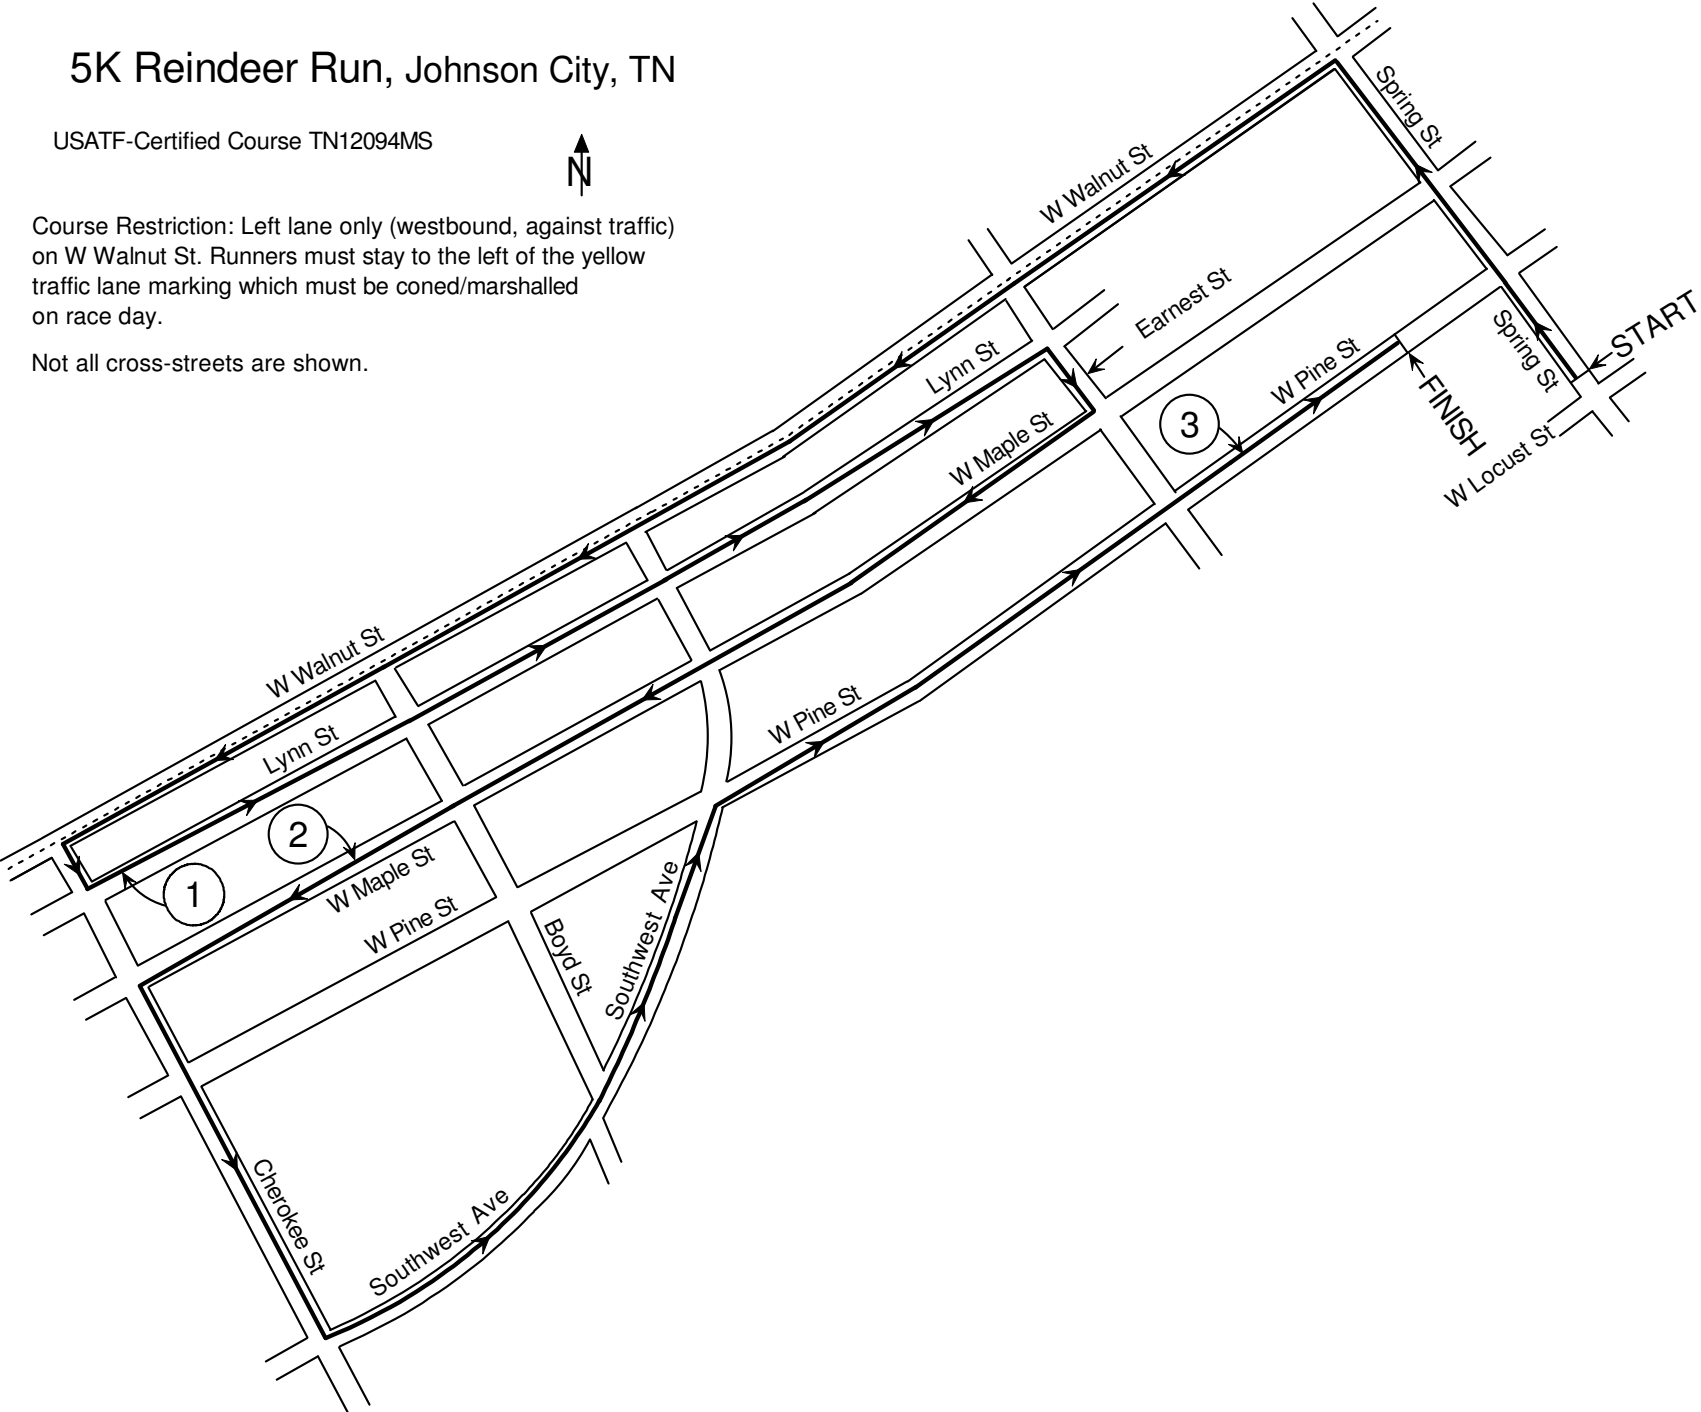 5K Reindeer Run, Johnson City, TN
USATF-Certified Course TN12094MS
N
Course Restriction: Left lane only (westbound, against traffic)
on W Walnut St. Runners must stay to the left of the yellow
traffic lane marking which must be coned/marshalled
on race day.
Not all cross-streets are shown.
Spring St
W Walnut St
Earnest St
START
Spring St
Lynn St
W Pine St
FINISH
3
W Maple St
W Locust St
W Walnut St
W Pine St
Lynn St
2
1
W Maple St
W Pine St
Boyd St
Southwest Ave
Cherokee St
Southwest Ave